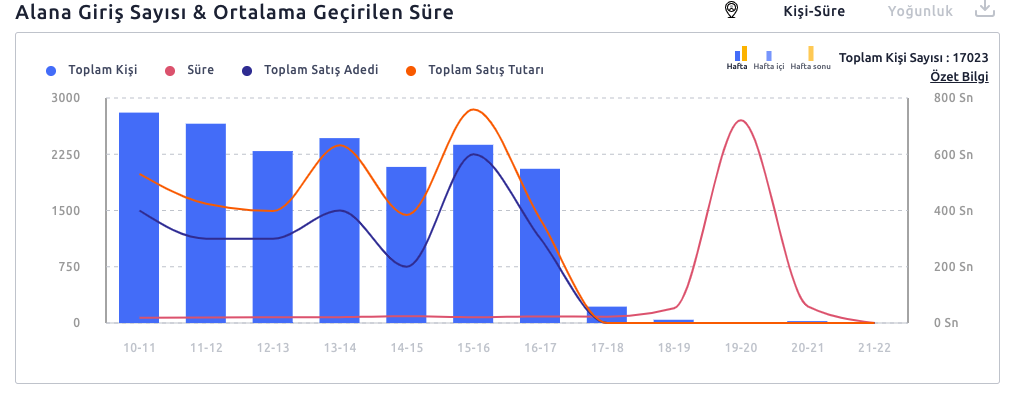 Alana Giriş Sayısı & Ortalama Geçirilen Süre
Kişi-Süre
Yoğunluk
Toplam Kişi
Süre
Toplam Satış Adedi
Toplam Satış Tutarı
Hafta
Hafta içi
Hafta sonu
Toplam Kişi Sayısı : 17023
Özet Bilgi
3000
2250
1500
750
0
800 Sn
600 Sn
400 Sn
200 Sn
0 Sn
10-11
11-12
12-13
13-14
14-15
15-16
16-17
17-18
18-19
19-20
20-21
21-22